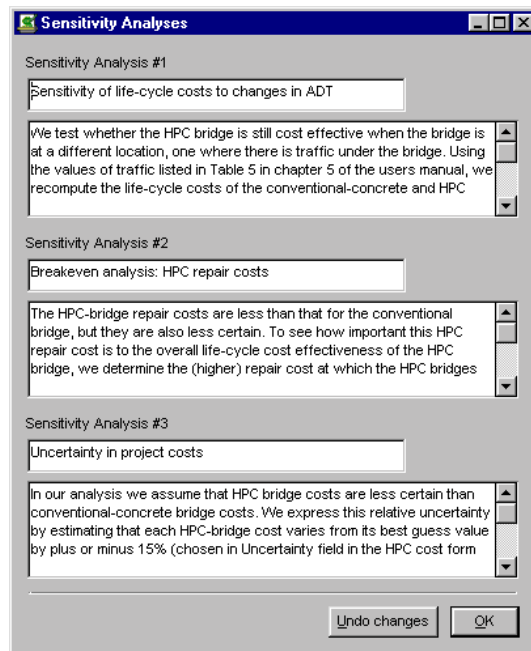 Sensitivity Analyses
Sensitivity Analysis #1
Sensitivity of life-cycle costs to changes in ADT
We test whether the HPC bridge is still cost effective when the bridge is
at a different location, one where there is traffic under the bridge. Using
the values of traffic listed in Table 5 in chapter 5 of the users manual, we
recompute the life-cycle costs of the conventional-concrete and HPC
Sensitivity Analysis #2
Breakeven analysis: HPC repair costs
The HPC-bridge repair costs are less than that for the conventional
bridge, but they are also less certain. To see how important this HPC
repair cost is to the overall life-cycle cost effectiveness of the HPC
bridge, we determine the (higher) repair cost at which the HPC bridges
Sensitivity Analysis #3
Uncertainty in project costs
In our analysis we assume that HPC bridge costs are less certain than
conventional-concrete bridge costs. We express this relative uncertainty
by estimating that each HPC-bridge cost varies from its best guess value
by plus or minus 15% (chosen in Uncertainty field in the HPC cost form
Undo changes OK